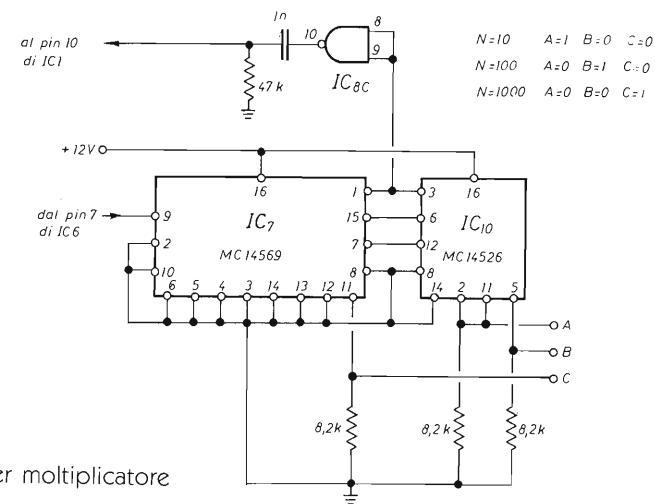 1n
al pin 10
di IC1
10
8
9
IC8C
47 k
N=10 A=1 B=0 C=0
N=100 A=0 B=1 C=0
N=1000 A=0 B=0 C=1
+12V
16
16
1
3
dal pin 7
di IC6
9
IC7
15
6
IC10
2
MC14569
7
12
MC14526
10
8
8
6
5
4
3
14
13
12
11
14
2
11
5
A
B
C
8,2k
8,2k
8,2k
er moltiplicatore